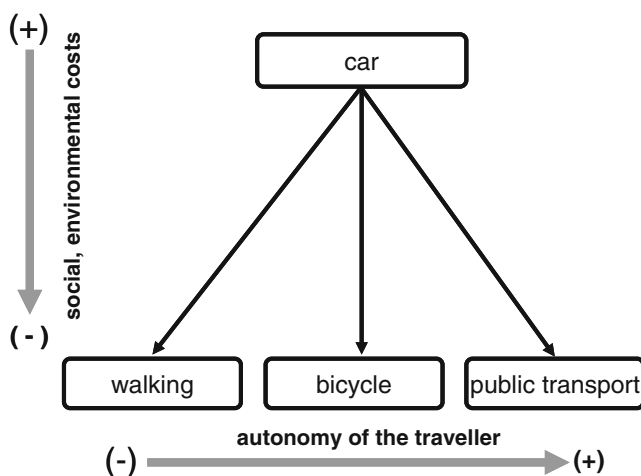 (+)
car
social, environmental costs
(-)
walking
bicycle
public transport
autonomy of the traveller
(-)
(+)